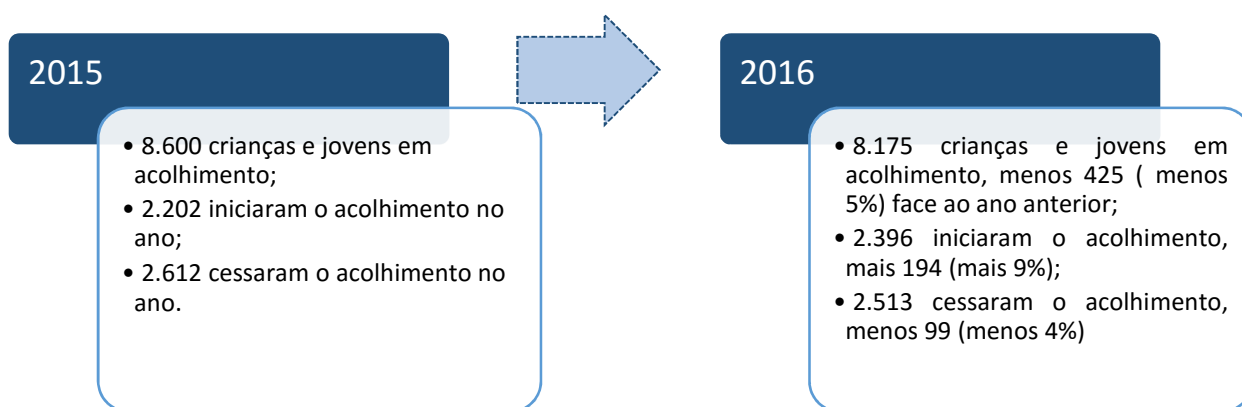 2015
• 8.600 crianças e jovens em
acolhimento;
• 2.202 iniciaram o acolhimento no
ano;
• 2.612 cessaram o acolhimento no
ano.
2016
• 8.175 crianças e jovens em
acolhimento, menos 425 ( menos
5%) face ao ano anterior;
• 2.396 iniciaram o acolhimento,
mais 194 (mais 9%);
• 2.513 cessaram o acolhimento,
menos 99 (menos 4%)